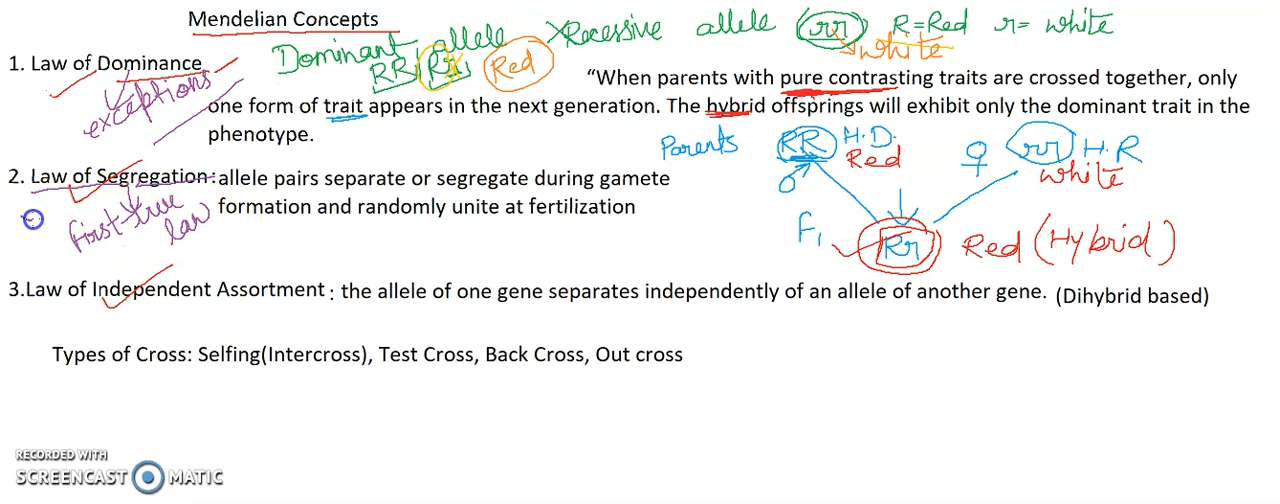 Mendelian Concepts
Dominant allele X Recessive allele rr R=Red r= white
RR Rr Red white
1. Law of Dominance
exceptions
“When parents with pure contrasting traits are crossed together, only
one form of trait appears in the next generation. The hybrid offsprings will exhibit only the dominant trait in the
phenotype.
Parents RR H.D. ♀ rr H.R
Red white
♂
2. Law of Segregation: allele pairs separate or segregate during gamete
formation and randomly unite at fertilization
First true
law
F1 Rr Red (Hybrid)
3.Law of Independent Assortment : the allele of one gene separates independently of an allele of another gene. (Dihybrid based)
Types of Cross: Selfing(Intercross), Test Cross, Back Cross, Out cross
RECORDED WITH
SCREENCAST MATIC